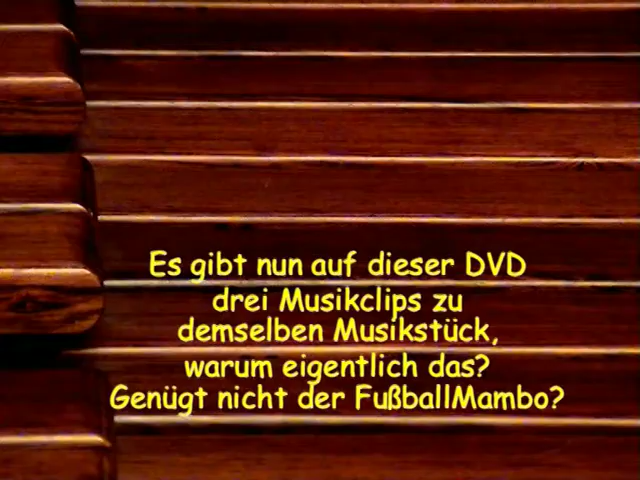 Es gibt nun auf dieser DVD
drei Musikclips zu
demselben Musikstück,
warum eigentlich das?
Genügt nicht der FußballMambo?